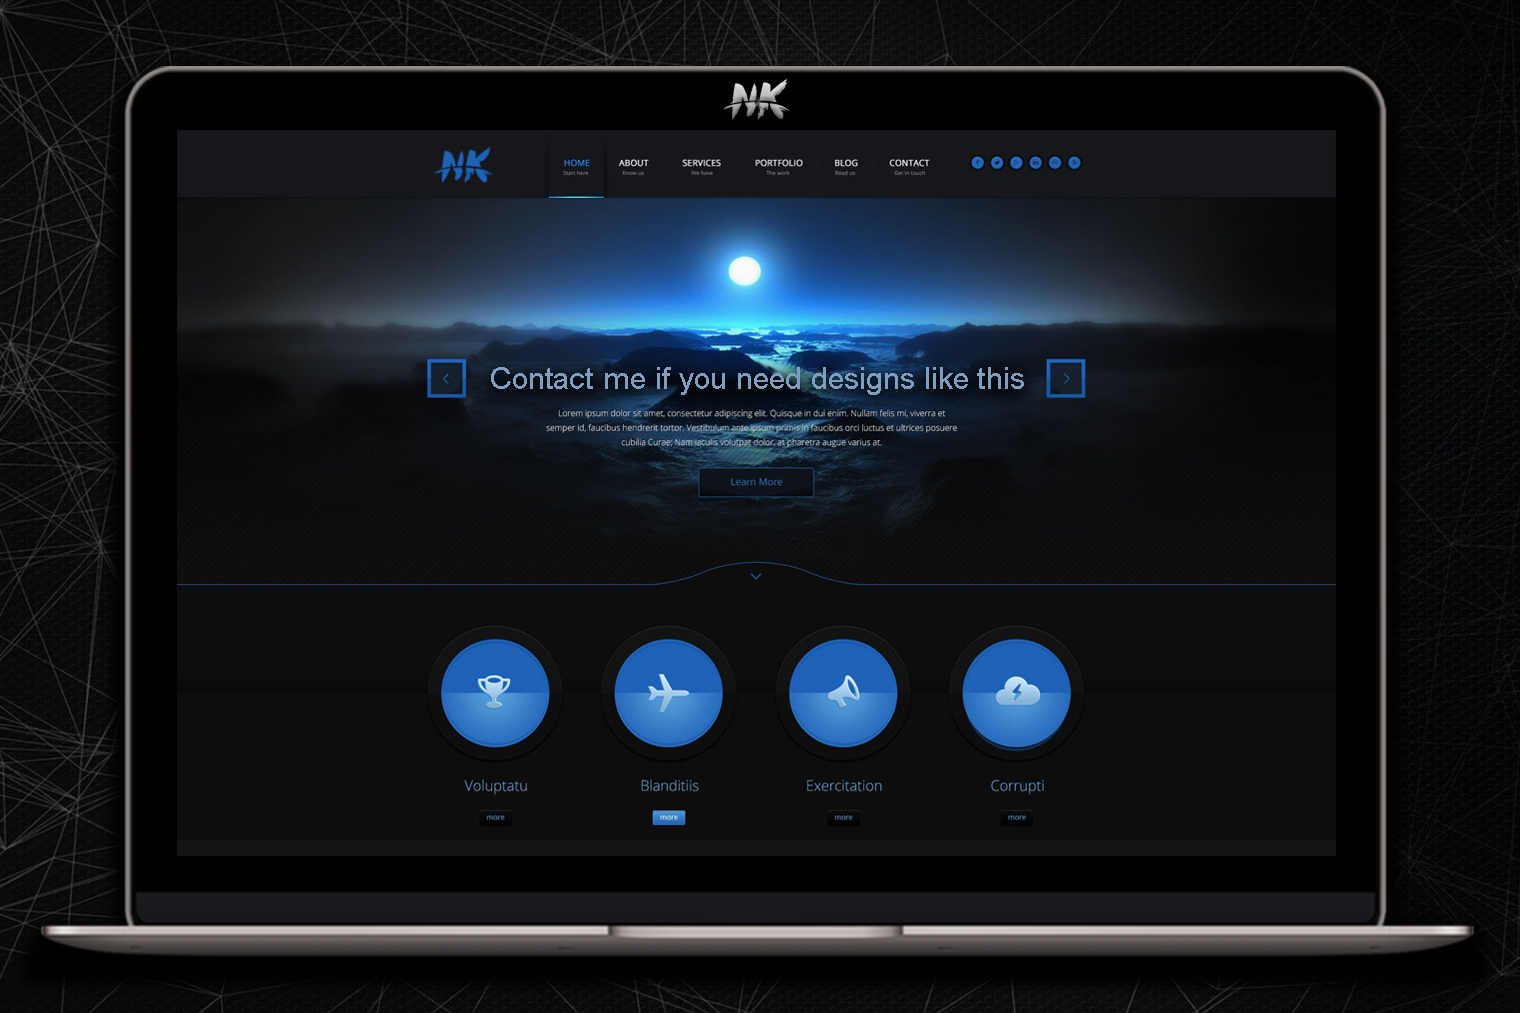 NK
NK
HOME ABOUT SERVICES PORTFOLIO BLOG CONTACT
Start here Know us We have The work Read us Get in touch
Contact me if you need designs like this
Lorem ipsum dolor sit amet, consectetur adipiscing elit. Quisque in dui enim. Nullam felis mi, viverra et
semper id, faucibus hendrerit tortor. Vestibulum ante ipsum primis in faucibus orci luctus et ultrices posuere
cubilia Curae; Nam iaculis volutpat dolor, at pharetra augue varius at.
Learn More
Voluptatu Blanditiis Exercitation Corrupti
more more more more